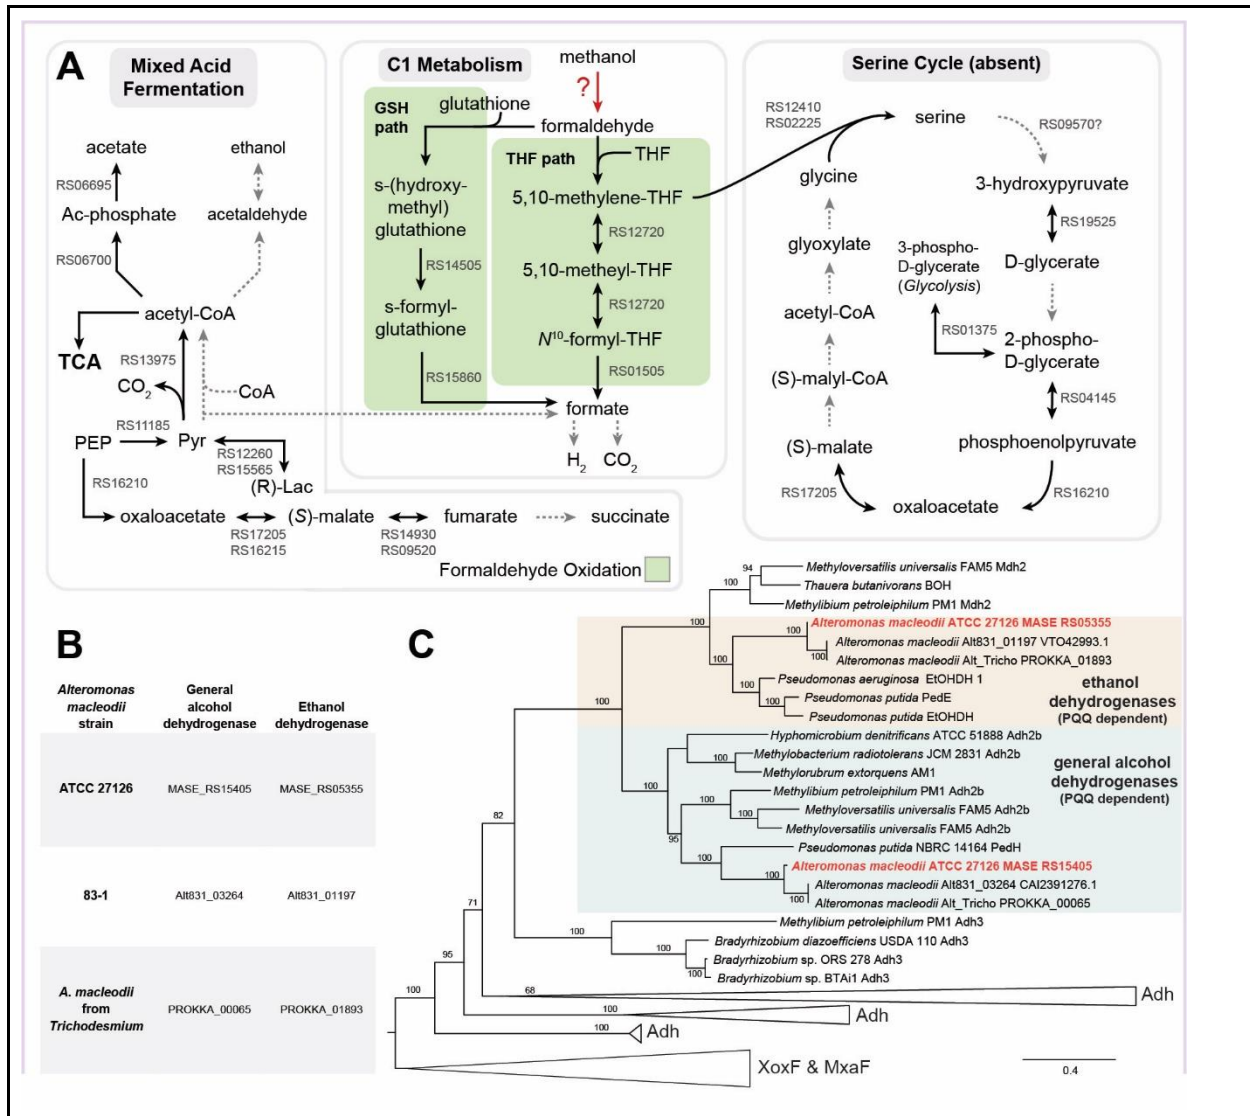 A
Mixed Acid
Fermentation
acetate
ethanol
RS06695
Ac-phosphate
acetaldehyde
RS06700
acetyl-CoA
TCA
RS13975
CO2
CoA
RS11185
PEP
Pyr
RS12260
RS15565
(R)-Lac
RS16210
oxaloacetate
(S)-malate
fumarate
succinate
RS17205
RS16215
RS14930
RS09520
Formaldehyde Oxidation
C1 Metabolism
methanol
?
GSH
path
glutathione
formaldehyde
THF path
THF
s-(hydroxy-
methyl)
glutathione
5,10-methylene-THF
RS12720
RS14505
5,10-metheyl-THF
RS12720
s-formyl-
glutathione
N10-formyl-THF
RS15860
RS01505
formate
H2
CO2
Serine Cycle (absent)
RS12410
RS02225
serine
RS09570?
glycine
3-hydroxypyruvate
RS19525
glyoxylate
3-phospho-
D-glycerate
(Glycolysis)
D-glycerate
acetyl-CoA
RS01375
2-phospho-
D-glycerate
(S)-malyl-CoA
RS04145
(S)-malate
phosphoenolpyruvate
RS17205
RS16210
oxaloacetate
B
Alteromonas
macleodii
strain
General
alcohol
dehydrogenase
Ethanol
dehydrogenase
ATCC 27126
MASE_RS15405
MASE_RS05355
83-1
Alt831_03264
Alt831_01197
A. macleodii
from
Trichodesmium
PROKKA_00065
PROKKA_01893
C
94
Methyloversatilis universalis FAM5 Mdh2
100
Thauera butanivorans BOH
Methylibium petroleiphilum PM1 Mdh2
100
100
Alteromonas macleodii ATCC 27126 MASE RS05355
Alteromonas macleodii Alt831_01197 VTO42993.1
100
100
Alteromonas macleodii Alt_Tricho PROKKA_01893
Pseudomonas aeruginosa EtOHDH 1
100
Pseudomonas putida PedE
100
Pseudomonas putida EtOHDH
ethanol
dehydrogenases
(PQQ dependent)
100
Hyphomicrobium denitrificans ATCC 51888 Adh2b
Methylobacterium radiotolerans JCM 2831 Adh2b
100
100
Methylorubrum extorquens AM1
Methylibium petroleiphilum PM1 Adh2b
100
Methyloversatilis universalis FAM5 Adh2b
100
Methyloversatilis universalis FAM5 Adh2b
95
Pseudomonas putida NBRC 14164 PedH
100
Alteromonas macleodii ATCC 27126 MASE RS15405
100
Alteromonas macleodii Alt831_03264 CAI2391276.1
100
Alteromonas macleodii Alt_Tricho PROKKA_00065
general alcohol
dehydrogenases
(PQQ dependent)
82
71
Methylibium petroleiphilum PM1 Adh3
100
Bradyrhizobium diazoefficiens USDA 110 Adh3
100
Bradyrhizobium sp. ORS 278 Adh3
100
Bradyrhizobium sp. BTAi1 Adh3
95
68
Adh
100
100
Adh
100
Adh
XoxF & MxaF
0.4